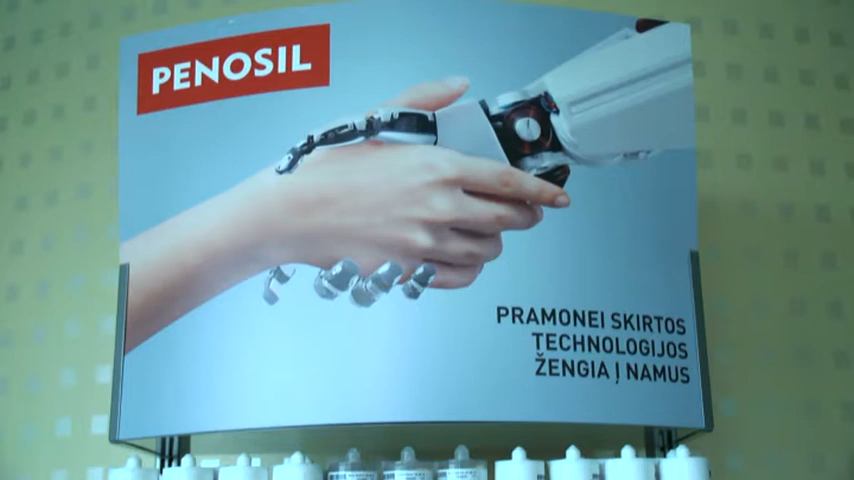 PENOSIL
PRAMONEI SKIRTOS
TECHNOLOGIJOS
ŽENGIA Į NAMUS